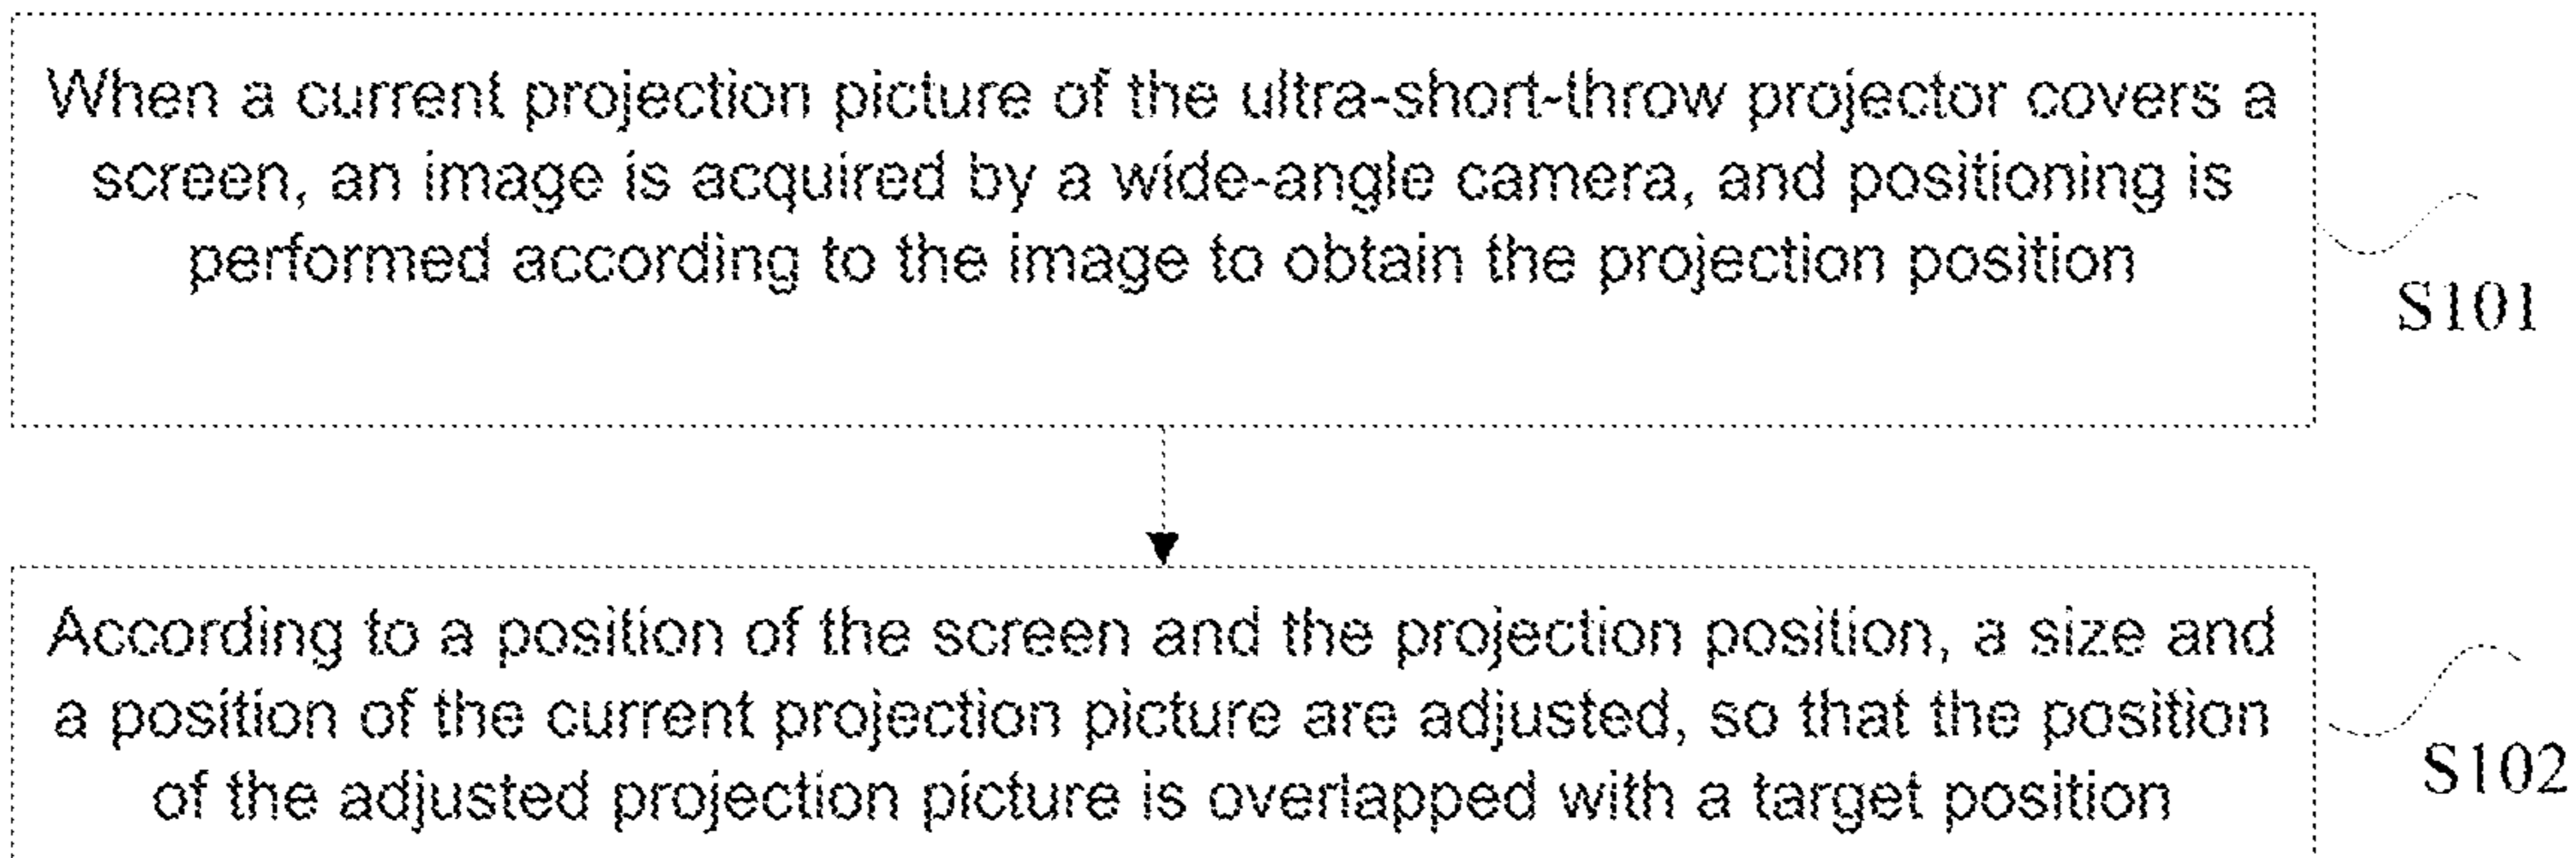 When a current projection picture of the ultra-short-throw projector covers a
screen, an image is acquired by a wide-angle camera, and positioning is
performed according to the image to obtain the projection position
S101
According to a position of the screen and the projection position, a size and
a position of the current projection picture are adjusted, so that the position
of the adjusted projection picture is overlapped with a target position
S102